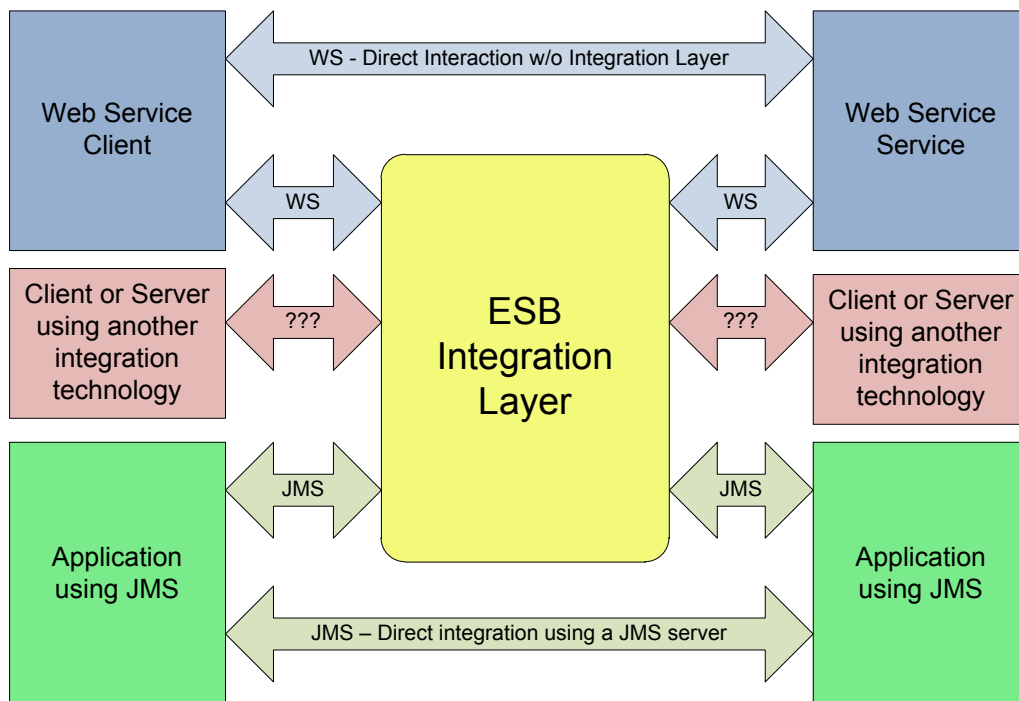 WS - Direct Interaction w/o Integration Layer
Web Service
Client
Web Service
Service
WS
WS
Client or Server
using another
integration
technology
???
ESB
Integration
Layer
???
Client or Server
using another
integration
technology
JMS
JMS
Application
using JMS
Application
using JMS
JMS – Direct integration using a JMS server